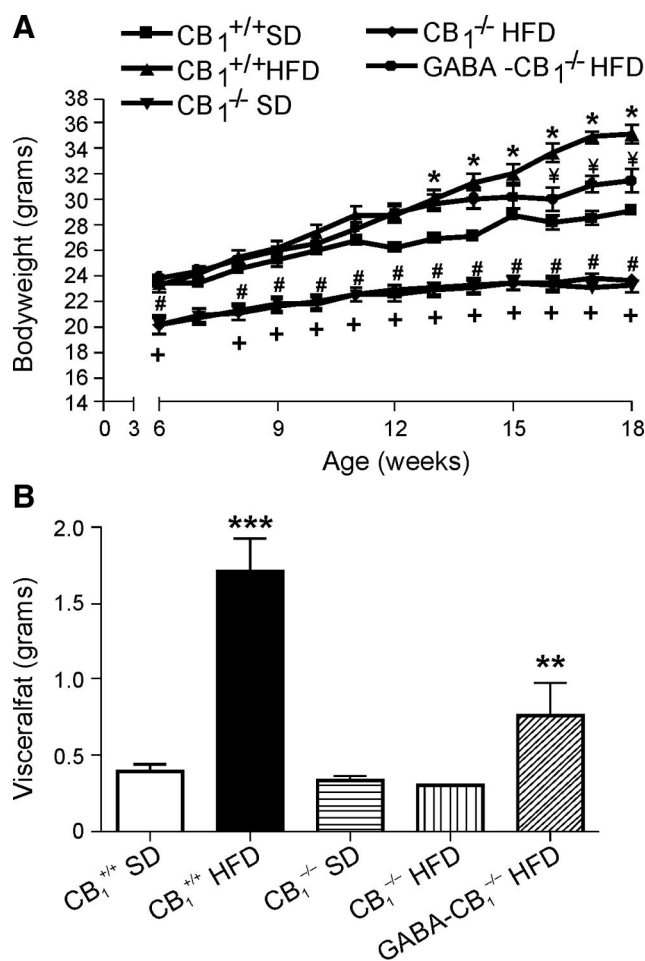 A
CB1+/+SD
CB1+/+HFD
CB1-/- SD
CB1-/- HFD
GABA -CB1-/-HFD
Bodyweight (grams)
38
36
34
32
30
28
26
24
22
20
18
16
14
* * * * * *
¥ ¥ ¥
# # # # # # # # # # # #
+ + + + + + + + + + + +
0 3 6 9 12 15 18
Age (weeks)
B
Visceralfat (grams)
2.0
1.5
1.0
0.5
0
***
**
CB1+/+ SD
CB1+/+ HFD
CB1-/- SD
CB1-/- HFD
GABA-CB1-/- HFD